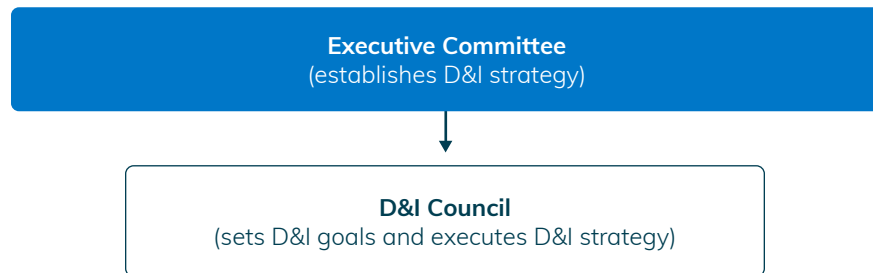 Executive Committee
(establishes D&I strategy)
D&I Council
(sets D&I goals and executes D&I strategy)